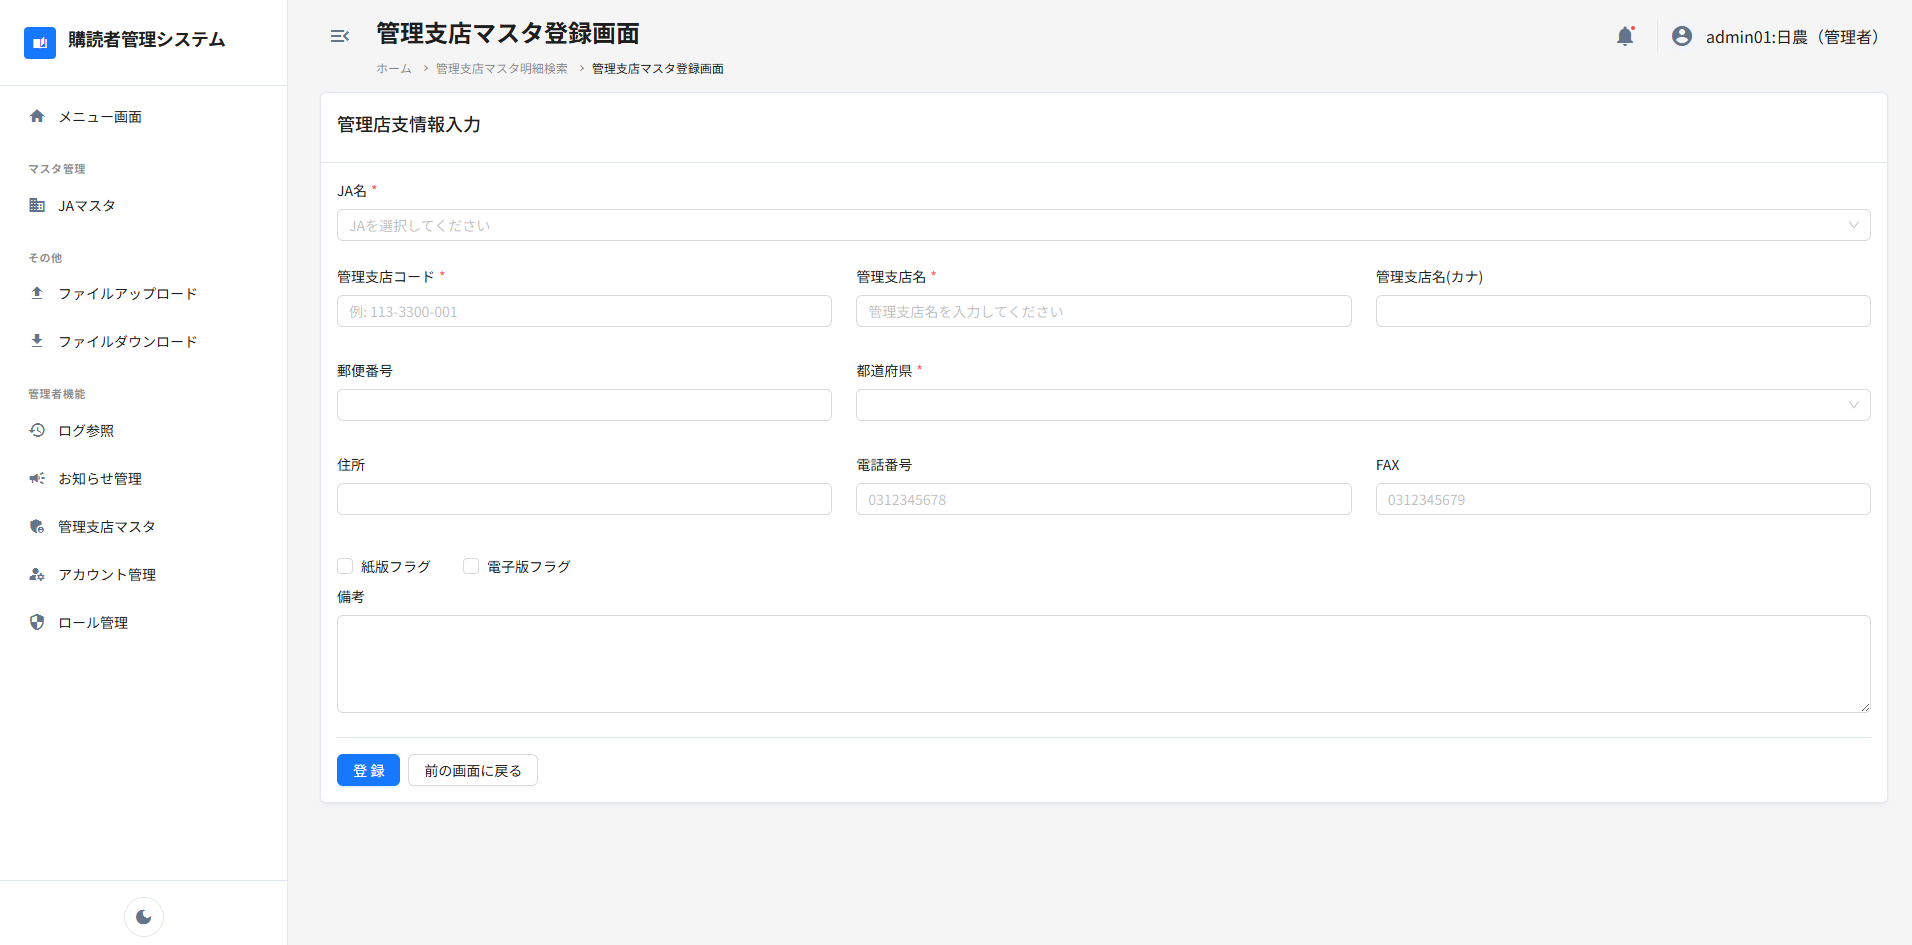 購読者管理システム
メニュー画面
マスタ管理
JAマスタ
その他
ファイルアップロード
ファイルダウンロード
管理者機能
ログ参照
お知らせ管理
管理支店マスタ
アカウント管理
ロール管理
管理支店マスタ登録画面
admin01:日農（管理者）
ホーム > 管理支店マスタ明細検索 > 管理支店マスタ登録画面
管理店支情報入力
JA名 *
JAを選択してください
管理支店コード * 管理支店名 * 管理支店名(カナ)
例: 113-3300-001 管理支店名を入力してください
郵便番号 都道府県 *
住所 電話番号 FAX
0312345678 0312345679
紙版フラグ 電子版フラグ
備考
登 録 前の画面に戻る